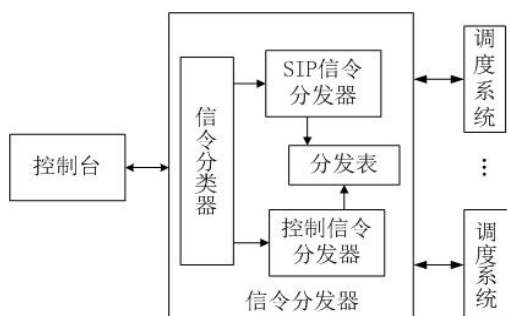 控制台
信令分类器
SIP信令
分发器
分发表
控制信令
分发器
信令分发器
调度系统
...
调度系统